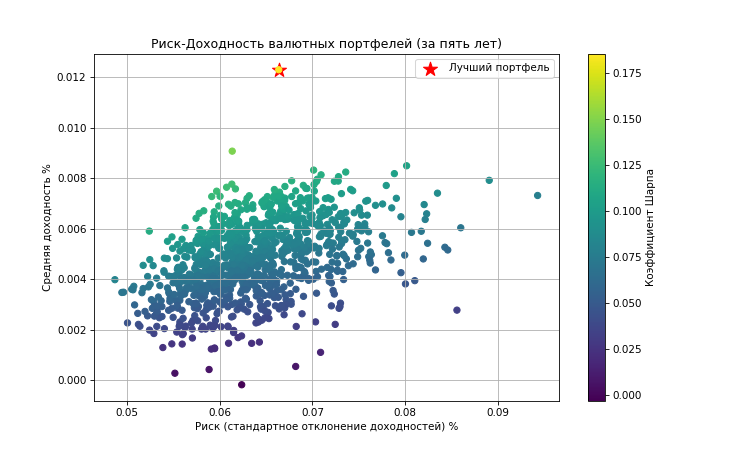 Риск-Доходность валютных портфелей (за пять лет)
Лучший портфель
Средняя доходность %
0.012
0.010
0.008
0.006
0.004
0.002
0.000
0.05 0.06 0.07 0.08 0.09
Риск (стандартное отклонение доходностей) %
0.175
0.150
0.125
0.100
0.075
0.050
0.025
0.000
Коэффициент Шарпа